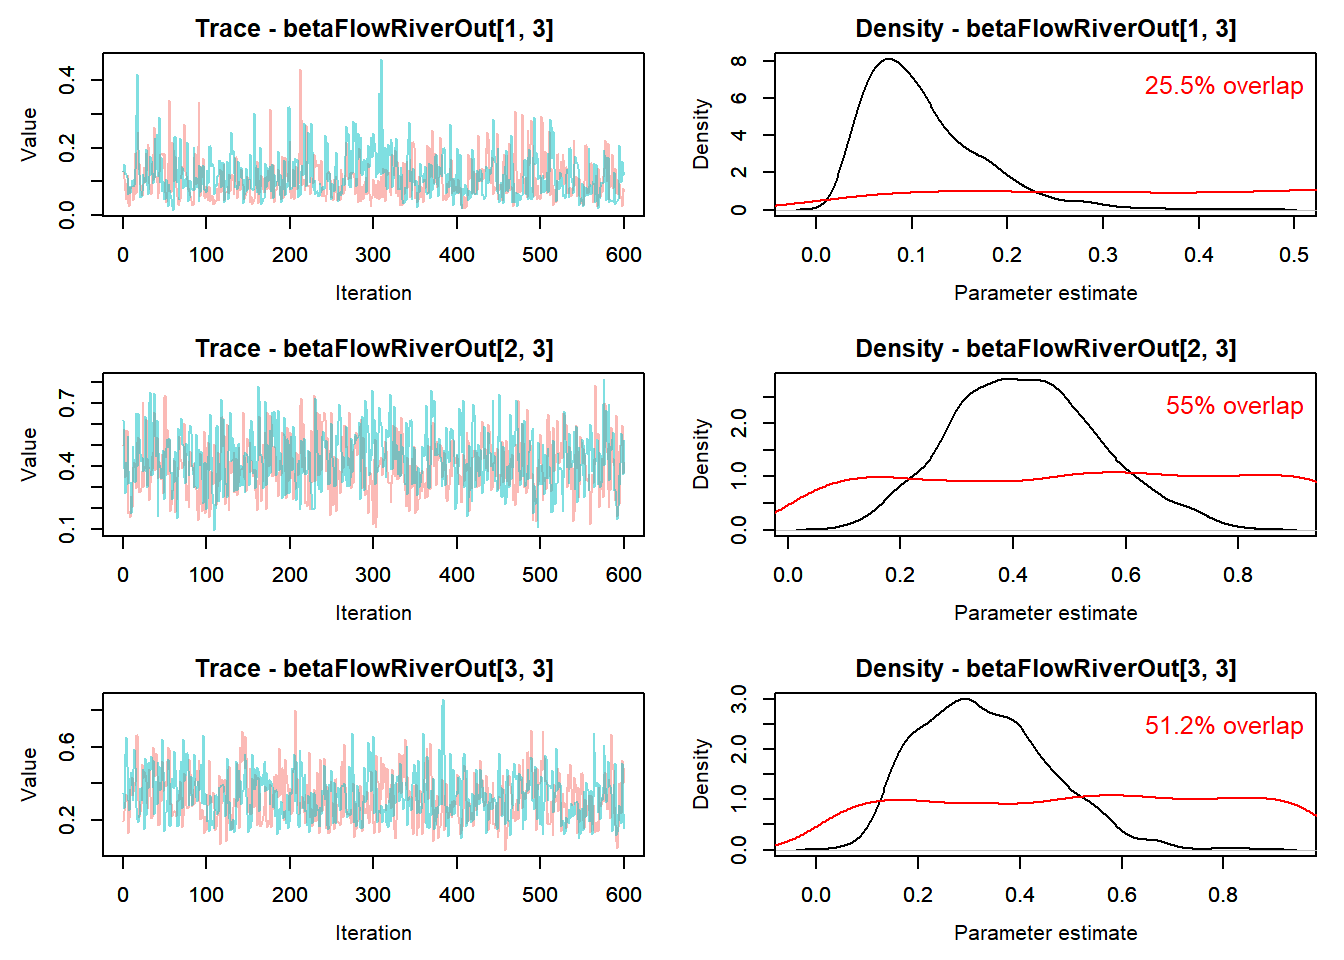 Trace - betaFlowRiverOut[1, 3]
Value
0.0 0.2 0.4
0 100 200 300 400 500 600
Iteration
Density - betaFlowRiverOut[1, 3]
25.5% overlap
Density
0 2 4 6 8
0.0 0.1 0.2 0.3 0.4 0.5
Parameter estimate
Trace - betaFlowRiverOut[2, 3]
Value
0.1 0.4 0.7
0 100 200 300 400 500 600
Iteration
Density - betaFlowRiverOut[2, 3]
55% overlap
Density
0.0 1.0 2.0
0.0 0.2 0.4 0.6 0.8
Parameter estimate
Trace - betaFlowRiverOut[3, 3]
Value
0.2 0.6
0 100 200 300 400 500 600
Iteration
Density - betaFlowRiverOut[3, 3]
51.2% overlap
Density
0.0 1.0 2.0 3.0
0.0 0.2 0.4 0.6 0.8
Parameter estimate